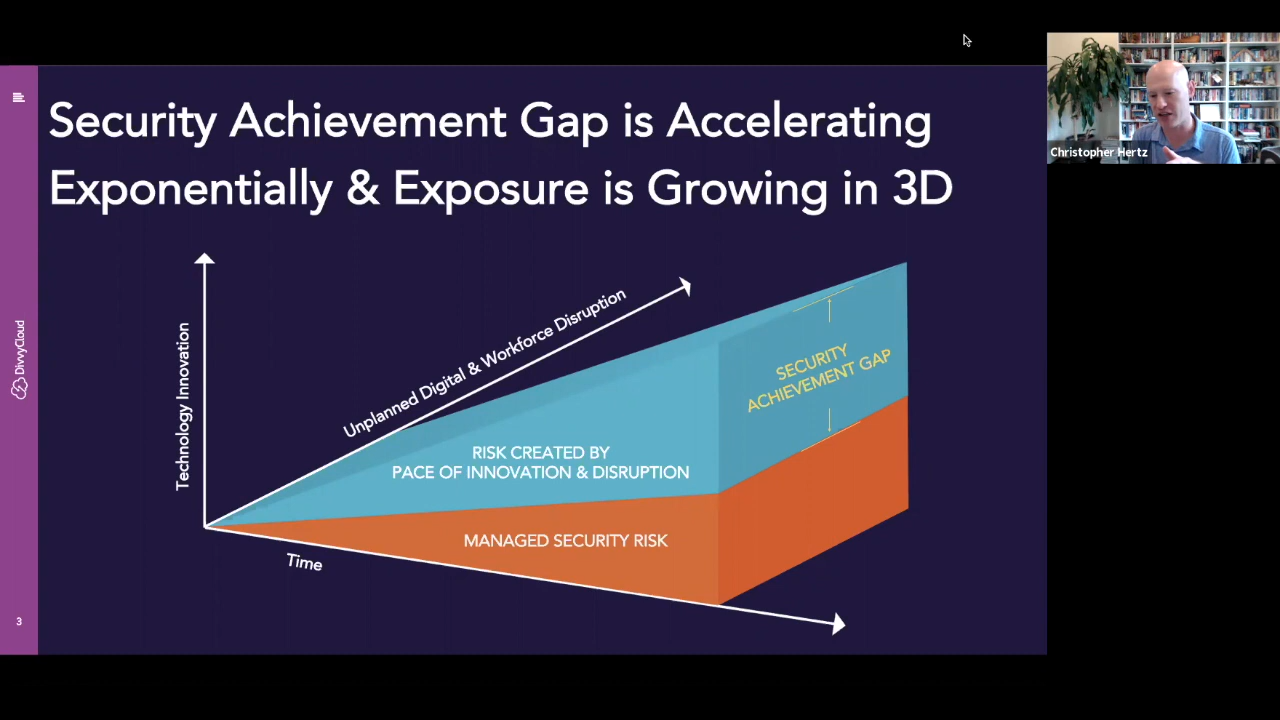 Security Achievement Gap is Accelerating
Exponentially & Exposure is Growing in 3D
Christopher Hertz
Technology Innovation
Unplanned Digital & Workforce Disruption
SECURITY
ACHIEVEMENT GAP
RISK CREATED BY
PACE OF INNOVATION & DISRUPTION
MANAGED SECURITY RISK
Time
DivvyCloud
3